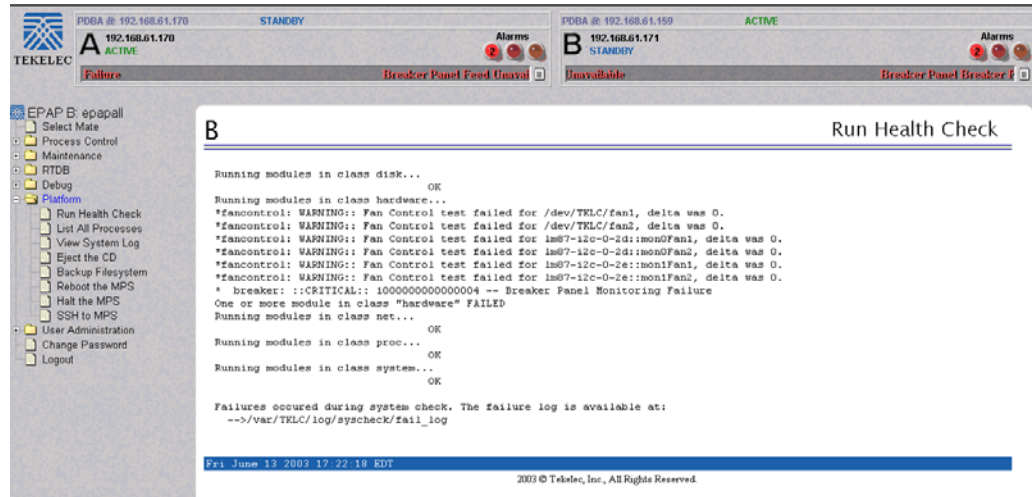 PDBA @ 192.168.61.170 STANDBY
PDBA @ 192.168.61.159 ACTIVE
TEKELEC
A 192.168.61.170
ACTIVE
Alarms
2
Failure Breaker Panel Feed Unavai
B 192.168.61.171
STANDBY
Alarms
2
Unavailable Breaker Panel Breaker F
EPAP B: epapall
Select Mate
Process Control
Maintenance
RTDB
Debug
Platform
Run Health Check
List All Processes
View System Log
Eject the CD
Backup Filesystem
Reboot the MPS
Halt the MPS
SSH to MPS
User Administration
Change Password
Logout
B Run Health Check
Running modules in class disk...
OK
Running modules in class hardware...
*fancontrol: WARNING:: Fan Control test failed for /dev/TKLC/fan1, delta was 0.
*fancontrol: WARNING:: Fan Control test failed for /dev/TKLC/fan2, delta was 0.
*fancontrol: WARNING:: Fan Control test failed for lm87-i2c-0-2d::mon0Fan1, delta was 0.
*fancontrol: WARNING:: Fan Control test failed for lm87-i2c-0-2d::mon0Fan2, delta was 0.
*fancontrol: WARNING:: Fan Control test failed for lm87-i2c-0-2e::mon1Fan1, delta was 0.
*fancontrol: WARNING:: Fan Control test failed for lm87-i2c-0-2e::mon1Fan2, delta was 0.
* breaker: ::CRITICAL:: 1000000000000004 -- Breaker Panel Monitoring Failure
One or more module in class "hardware" FAILED
Running modules in class net...
OK
Running modules in class proc...
OK
Running modules in class system...
OK
Failures occured during system check. The failure log is available at:
-->/var/TKLC/log/syscheck/fail_log
Fri June 13 2003 17:22:18 EDT
2003 © Tekelec, Inc., All Rights Reserved.